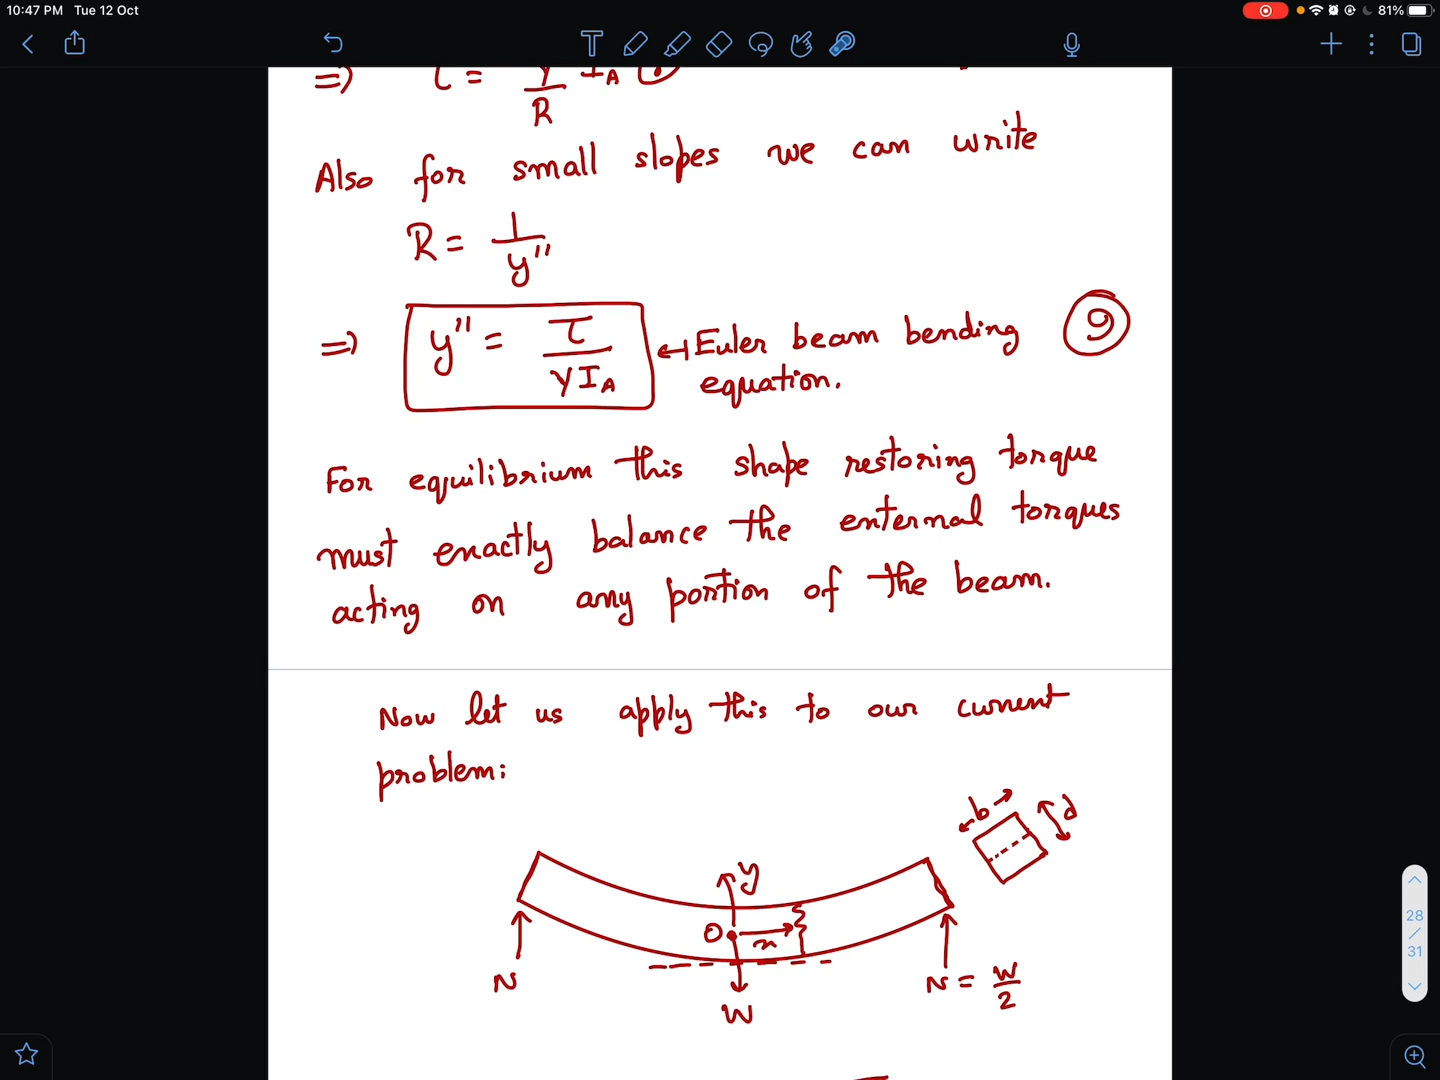 10:47 PM Tue 12 Oct
81%
=> τ = Y/R I_A
Also for small slopes we can write
R = 1/y''
=> y'' = τ/YI_A ← Euler beam bending 9
equation.
For equilibrium this shape restoring torque
must exactly balance the external torques
acting on any portion of the beam.
Now let us apply this to our current
problem:
b d
y
O x
N N = W/2
W
28
/
31